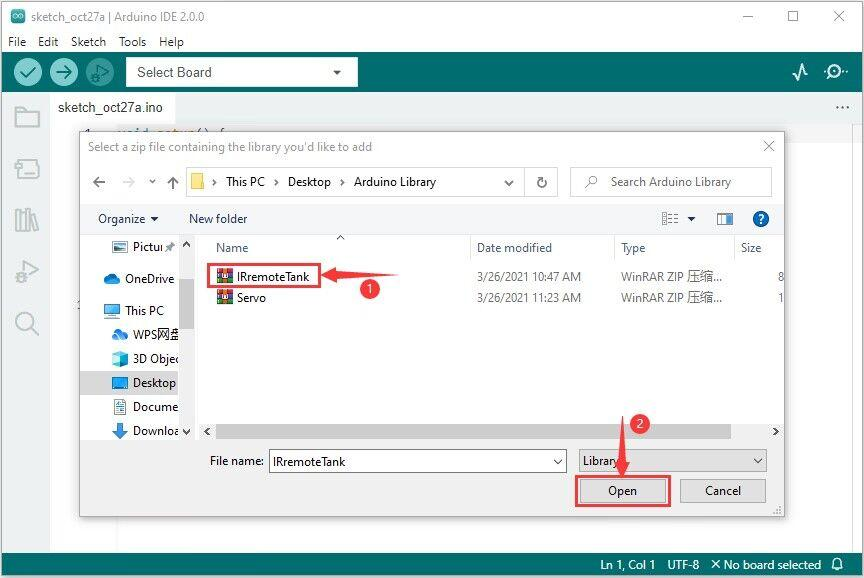 sketch_oct27a | Arduino IDE 2.0.0
File Edit Sketch Tools Help
Select Board
sketch_oct27a.ino
1
Select a zip file containing the library you'd like to add
This PC > Desktop > Arduino Library
Search Arduino Library
Organize New folder
Name Date modified Type Size
Pictu
OneDrive
This PC
WPS网盘
3D Objec
Desktop
Docume
Downloa
IRremoteTank 3/26/2021 10:47 AM WinRAR ZIP 压缩... 8
1
Servo 3/26/2021 11:23 AM WinRAR ZIP 压缩... 1
2
File name: IRremoteTank
Library
Open Cancel
Ln 1, Col 1 UTF-8 No board selected